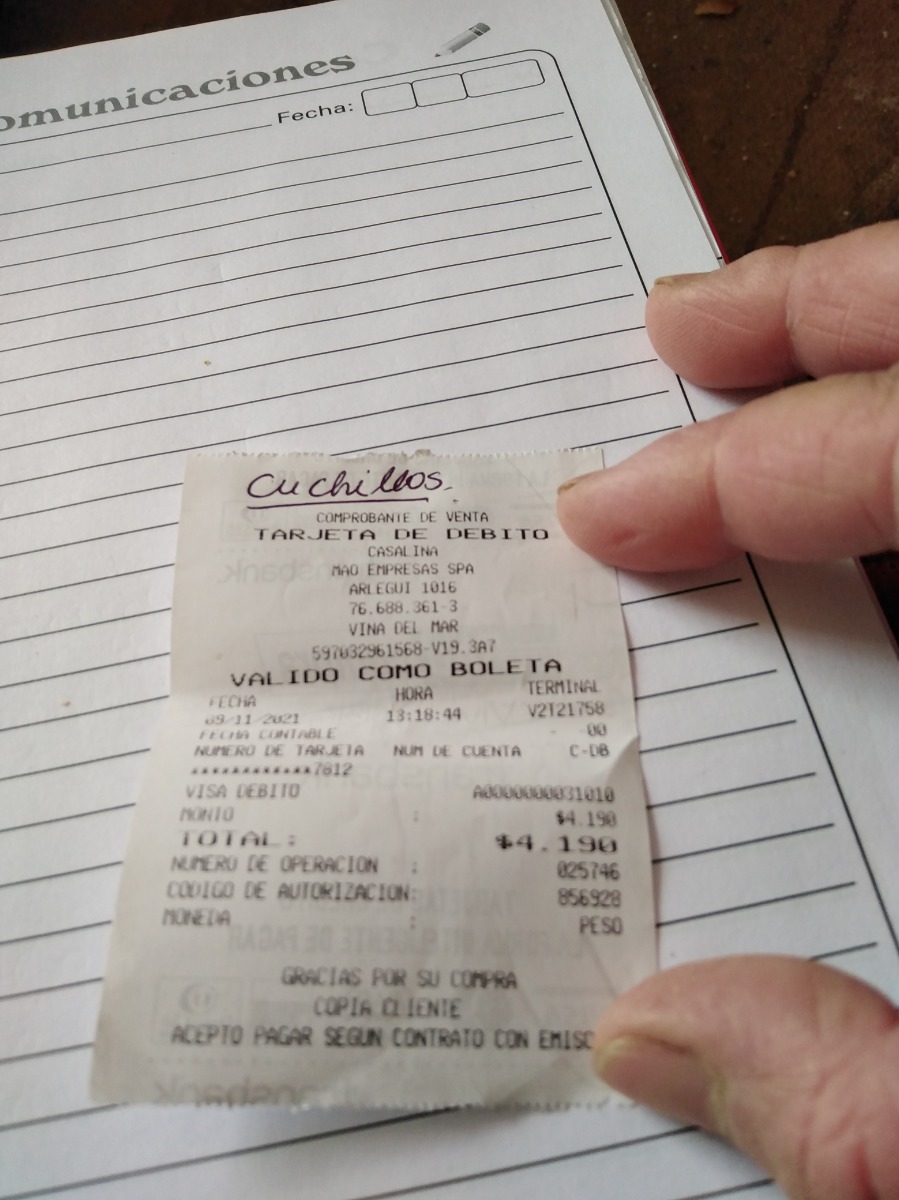 omunicaciones
Fecha:
Cuchillos.
COMPROBANTE DE VENTA
TARJETA DE DEBITO
CASALINA
MAO EMPRESAS SPA
ARLEGUI 1016
76.688.361-3
VINA DEL MAR
597032961568-V19.3A7
VALIDO COMO BOLETA
FECHA HORA TERMINAL
09/11/2021 13:18:44 V2T21758
FECHA CONTABLE - 00
NUMERO DE TARJETA NUM DE CUENTA C-DB
************7812
VISA DEBITO A0000000031010
MONTO : $4.190
TOTAL: $4.190
NUMERO DE OPERACION : 025746
CODIGO DE AUTORIZACION: 856928
MONEDA : PESO
GRACIAS POR SU COMPRA
COPIA CLIENTE
ACEPTO PAGAR SEGUN CONTRATO CON EMISO